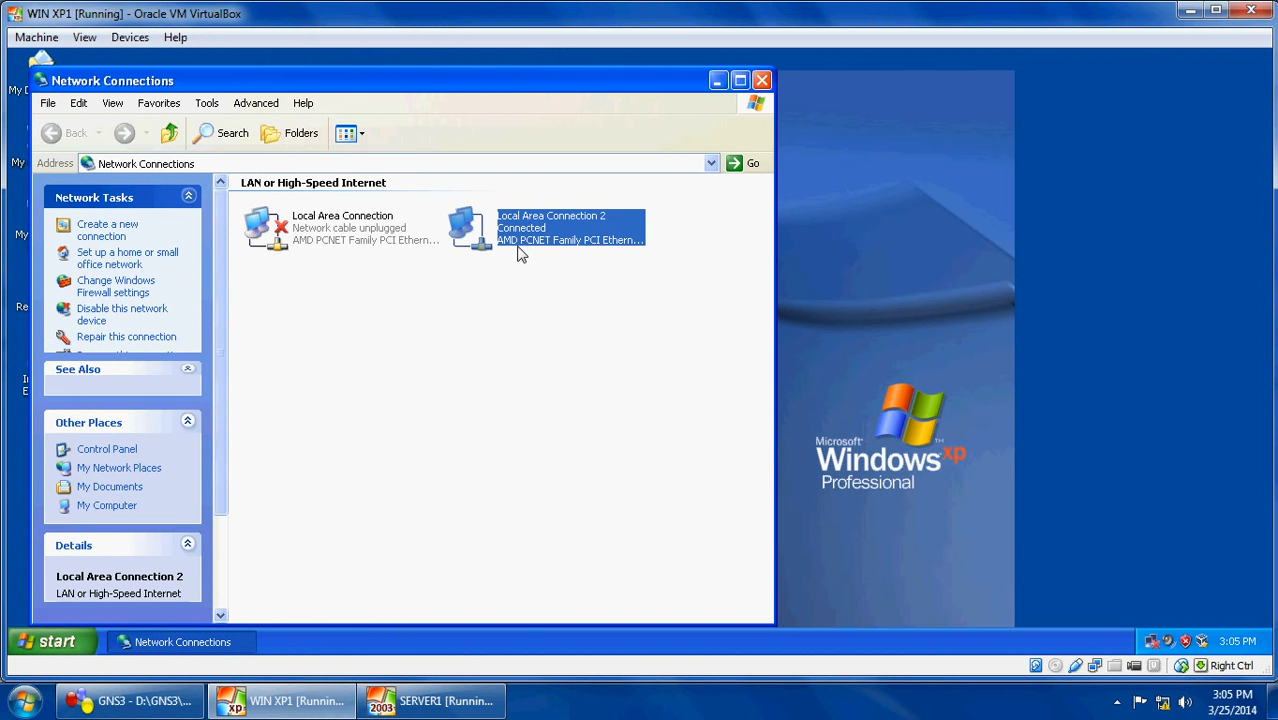 WIN XP1 [Running] - Oracle VM VirtualBox
Machine View Devices Help
My
Network Connections
File Edit View Favorites Tools Advanced Help
Back Search Folders
Address Network Connections Go
Network Tasks
Create a new
connection
Set up a home or small
office network
Change Windows
Firewall settings
Disable this network
device
Repair this connection
See Also
Other Places
Control Panel
My Network Places
My Documents
My Computer
Details
Local Area Connection 2
LAN or High-Speed Internet
LAN or High-Speed Internet
Local Area Connection
Network cable unplugged
AMD PCNET Family PCI Ethern...
Local Area Connection 2
Connected
AMD PCNET Family PCI Ethern...
My
My
Re
Microsoft
Windows xp
Professional
start Network Connections 3:05 PM
Right Ctrl
GNS3 - D:\GNS3\... WIN XP1 [Runnin... SERVER1 [Runnin...
xp
2003
3:05 PM
3/25/2014